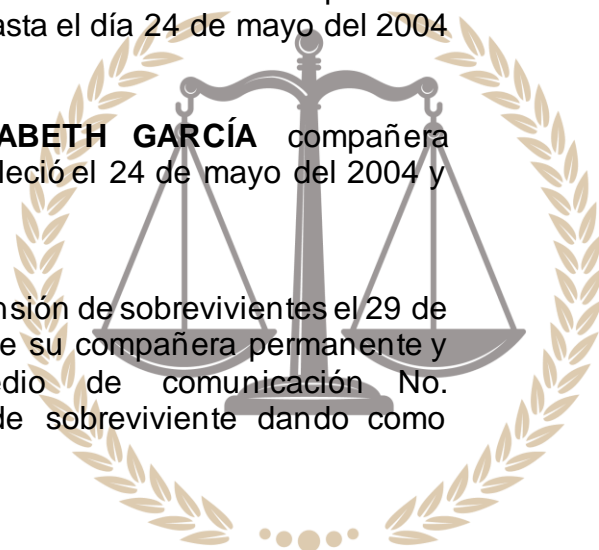 asta el día 24 de mayo del 2004
ABETH GARCÍA compañera
leció el 24 de mayo del 2004 y
nsión de sobrevivientes el 29 de
e su compañera permanente y
edio de comunicación No.
de sobreviviente dando como